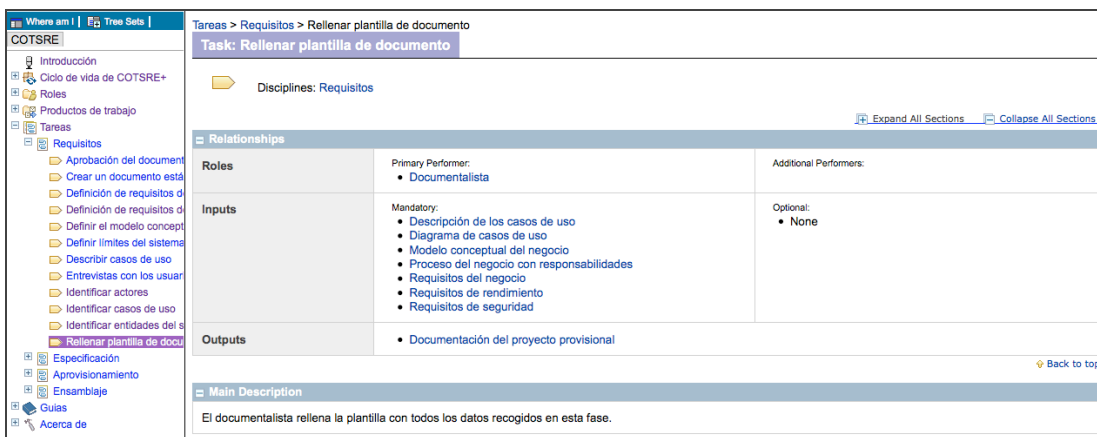 Where am I | Tree Sets |
COTSRE
Introducción
Ciclo de vida de COTSRE+
Roles
Productos de trabajo
Tareas
Requisitos
Aprobación del document
Crear un documento está
Definición de requisitos d
Definición de requisitos d
Definir el modelo concept
Definir límites del sistema
Describir casos de uso
Entrevistas con los usuar
Identificar actores
Identificar casos de uso
Identificar entidades del s
Rellenar plantilla de docu
Especificación
Aprovisionamiento
Ensamblaje
Guias
Acerca de
Tareas > Requisitos > Rellenar plantilla de documento
Task: Rellenar plantilla de documento
Disciplines: Requisitos
Expand All Sections Collapse All Sections
Relationships
Roles
Primary Performer:
• Documentalista
Additional Performers:
Inputs
Mandatory:
• Descripción de los casos de uso
• Diagrama de casos de uso
• Modelo conceptual del negocio
• Proceso del negocio con responsabilidades
• Requisitos del negocio
• Requisitos de rendimiento
• Requisitos de seguridad
Optional:
• None
Outputs
• Documentación del proyecto provisional
Back to top
Main Description
El documentalista rellena la plantilla con todos los datos recogidos en esta fase.